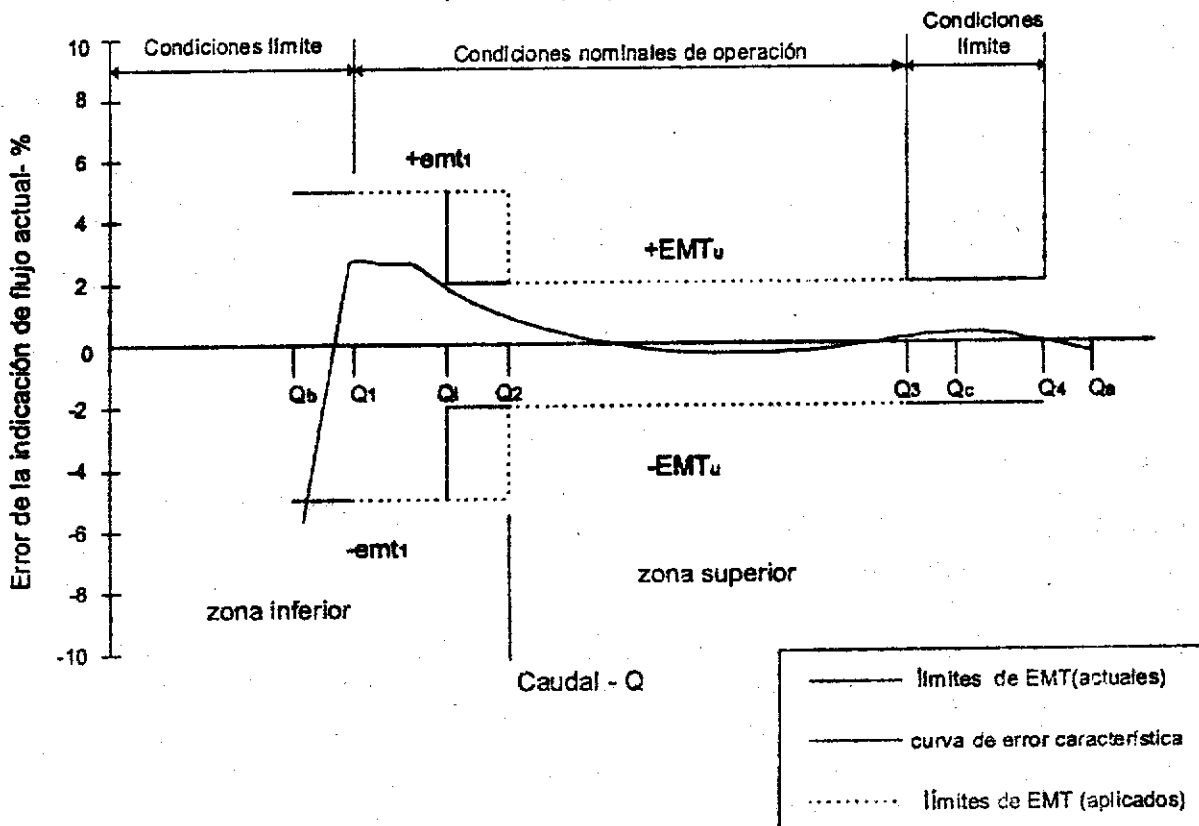 Condiciones límite
Condiciones nominales de operación
Condiciones
límite
10
8
6
4
2
0
-2
-4
-6
-8
-10
Error de la indicación de flujo actual- %
+emt1
+EMTu
Qb
Q1
Qi
Q2
Q3
Qc
Q4
Qa
-EMTu
-emt1
zona superior
zona inferior
Caudal - Q
límites de EMT(actuales)
curva de error característica
límites de EMT (aplicados)